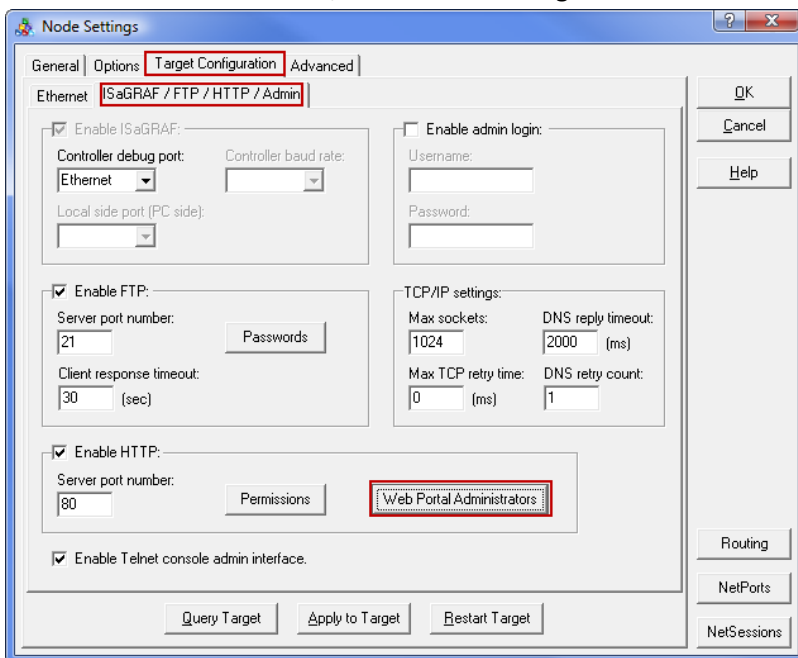 Node Settings
General Options Target Configuration Advanced
Ethernet ISaGRAF / FTP / HTTP / Admin
Enable ISaGRAF:
Controller debug port: Controller baud rate:
Ethernet
Local side port (PC side):
Enable admin login:
Username:
Password:
Enable FTP:
Server port number:
21 Passwords
Client response timeout:
30 (sec)
TCP/IP settings:
Max sockets: DNS reply timeout:
1024 2000 (ms)
Max TCP retry time: DNS retry count:
0 (ms) 1
Enable HTTP:
Server port number:
80 Permissions Web Portal Administrators
Enable Telnet console admin interface.
Query Target Apply to Target Restart Target
OK
Cancel
Help
Routing
NetPorts
NetSessions